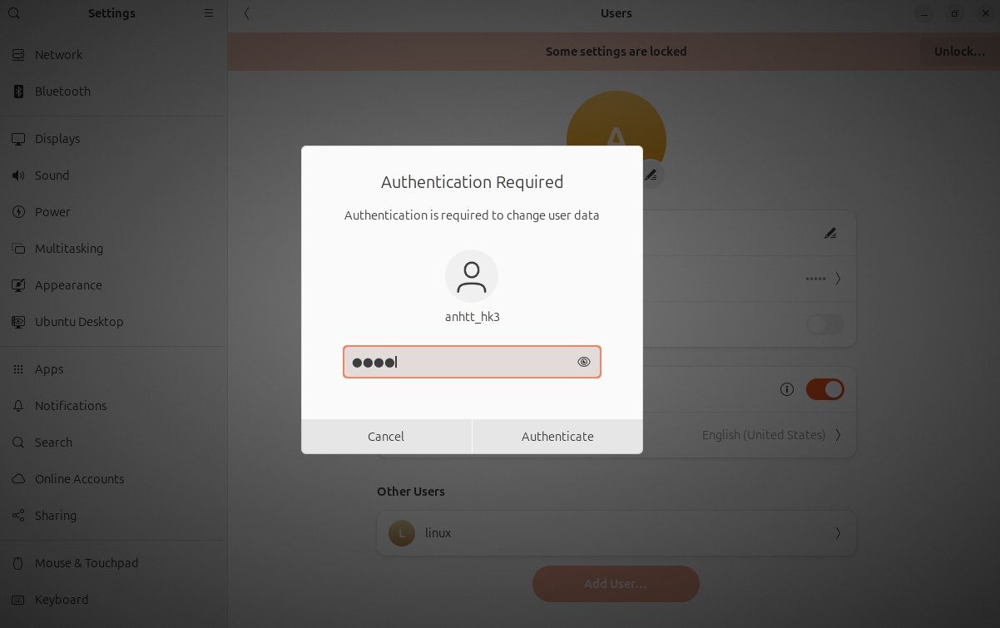 Settings
Users
Some settings are locked
Unlock...
Network
Bluetooth
Displays
Sound
Power
Multitasking
Appearance
Ubuntu Desktop
Apps
Notifications
Search
Online Accounts
Sharing
Mouse & Touchpad
Keyboard
A
Authentication Required
Authentication is required to change user data
anhtt_hk3
●●●●
Cancel
Authenticate
•••••
English (United States)
Other Users
L
linux
Add User...